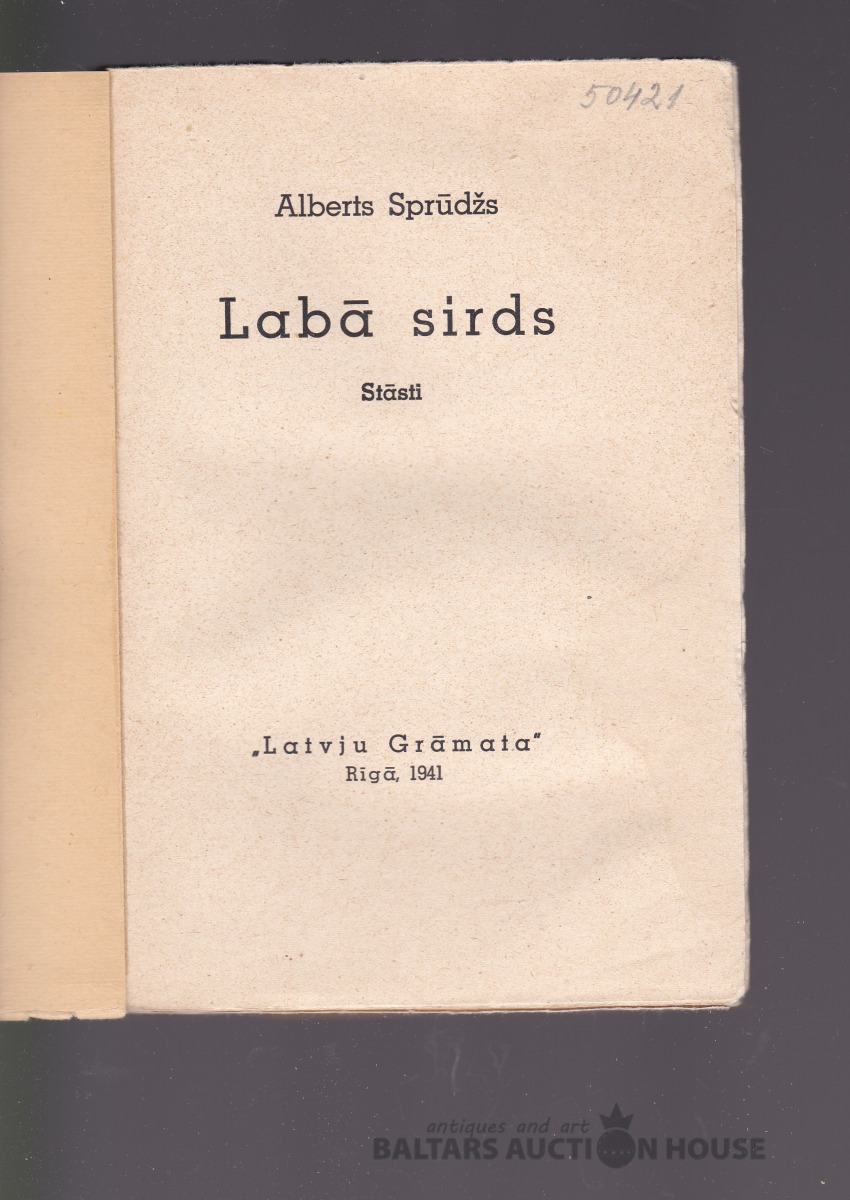 50421
Alberts Sprūdžs
Labā sirds
Stāsti
„Latvju Grāmata“
Rīgā, 1941
antiques and art
BALTARS AUCTION HOUSE